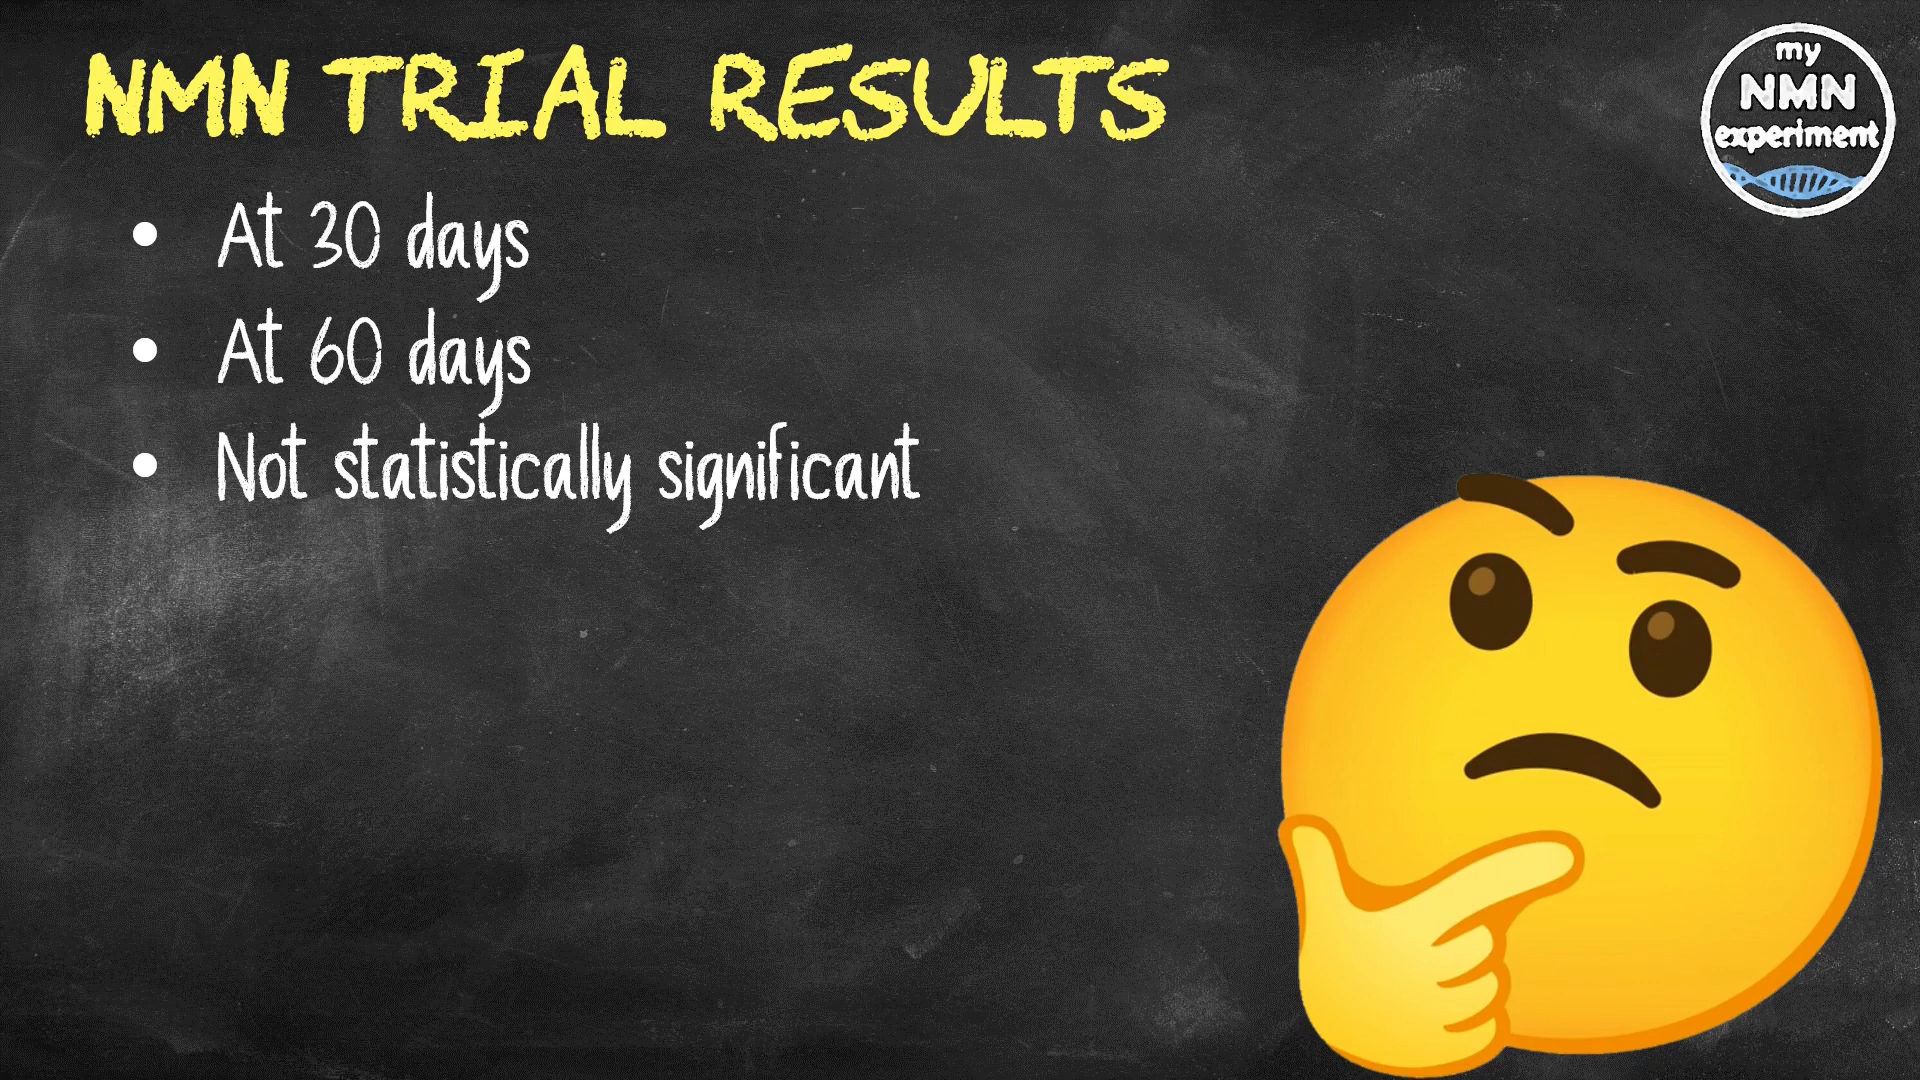 NMN TRIAL RESULTS
my
NMN
experiment
• At 30 days
• At 60 days
• Not statistically significant